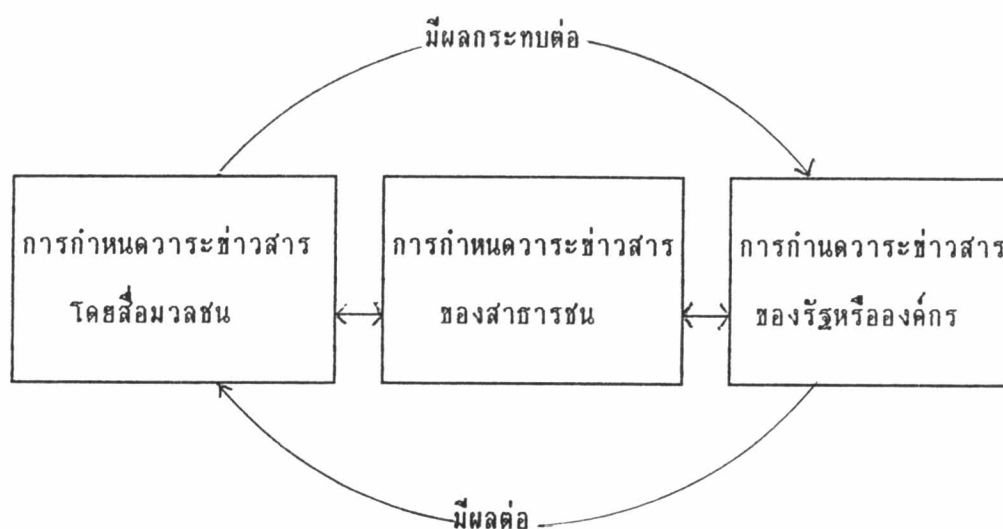 มีผลกระทบต่อ
การกำหนดวาระข่าวสาร
โดยสื่อมวลชน
การกำหนดวาระข่าวสาร
ของสาธารชน
การกำนดวาระข่าวสาร
ของรัฐหรือองค์กร
มีผลต่อ